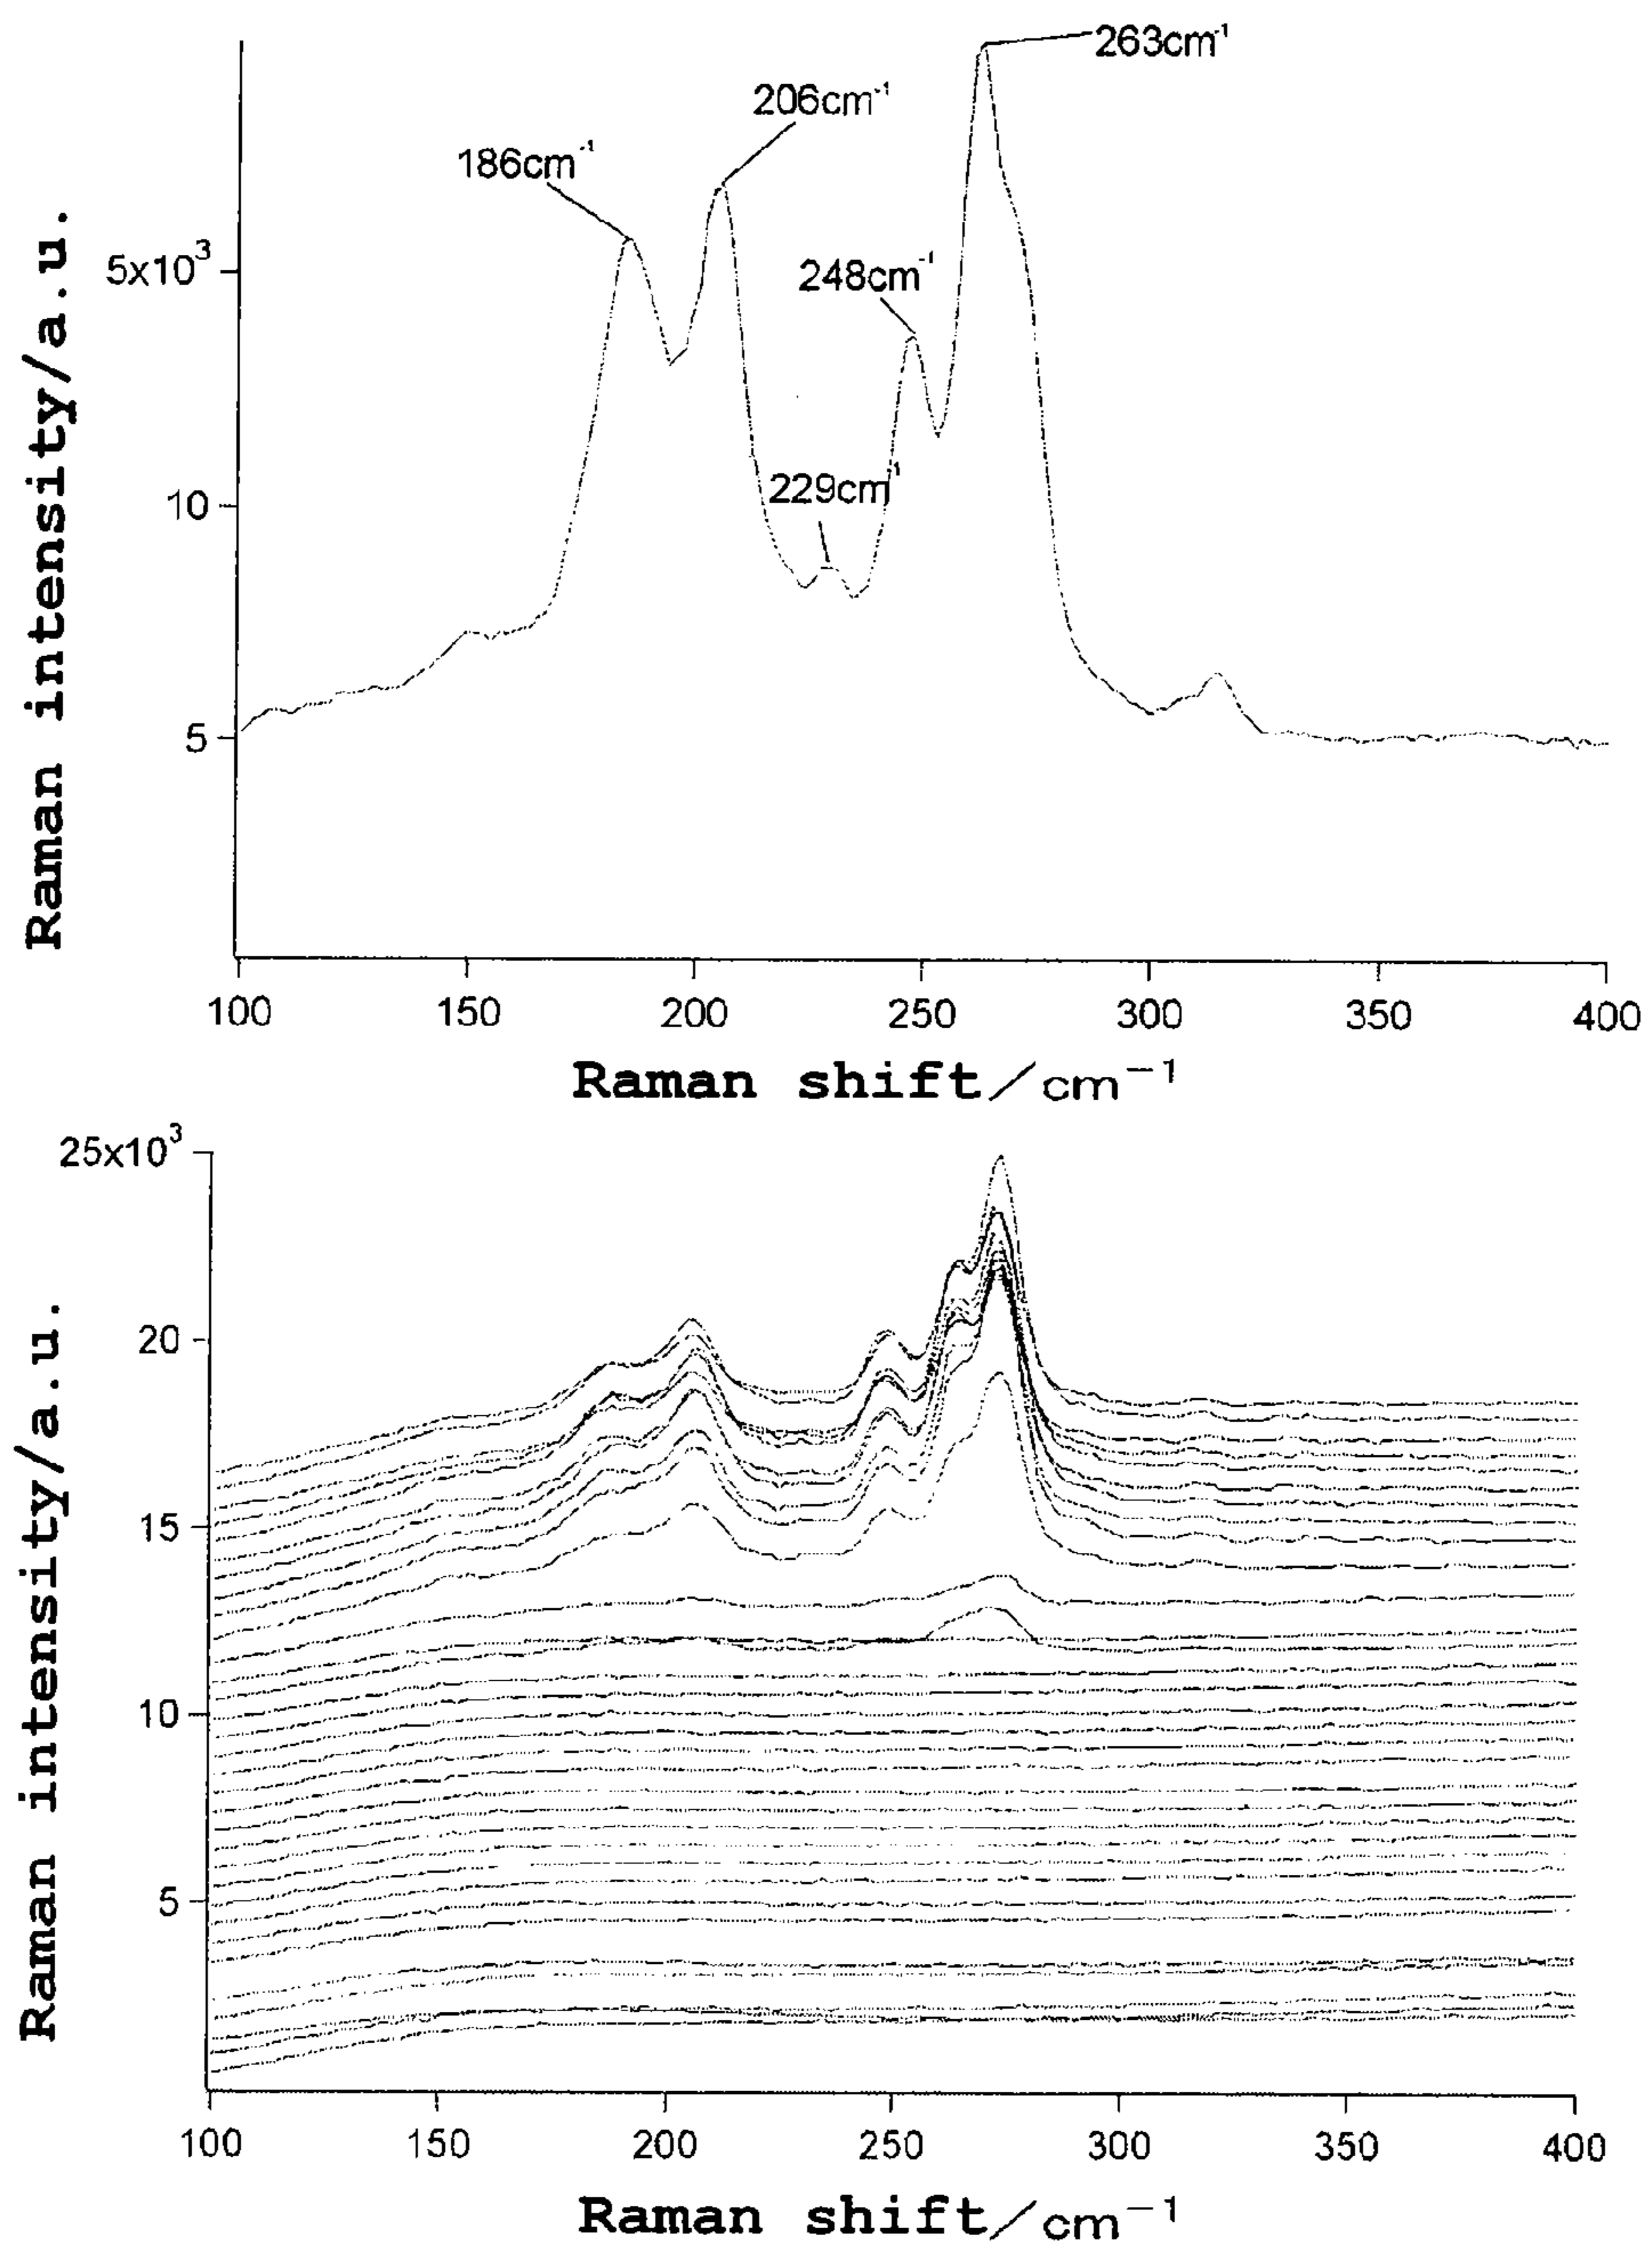 263cm⁻¹
206cm⁻¹
186cm⁻¹
248cm⁻¹
229cm⁻¹
Raman intensity/a.u.
5x10³
10
5
100 150 200 250 300 350 400
Raman shift/cm⁻¹
Raman intensity/a.u.
25x10³
20
15
10
5
100 150 200 250 300 350 400
Raman shift/cm⁻¹